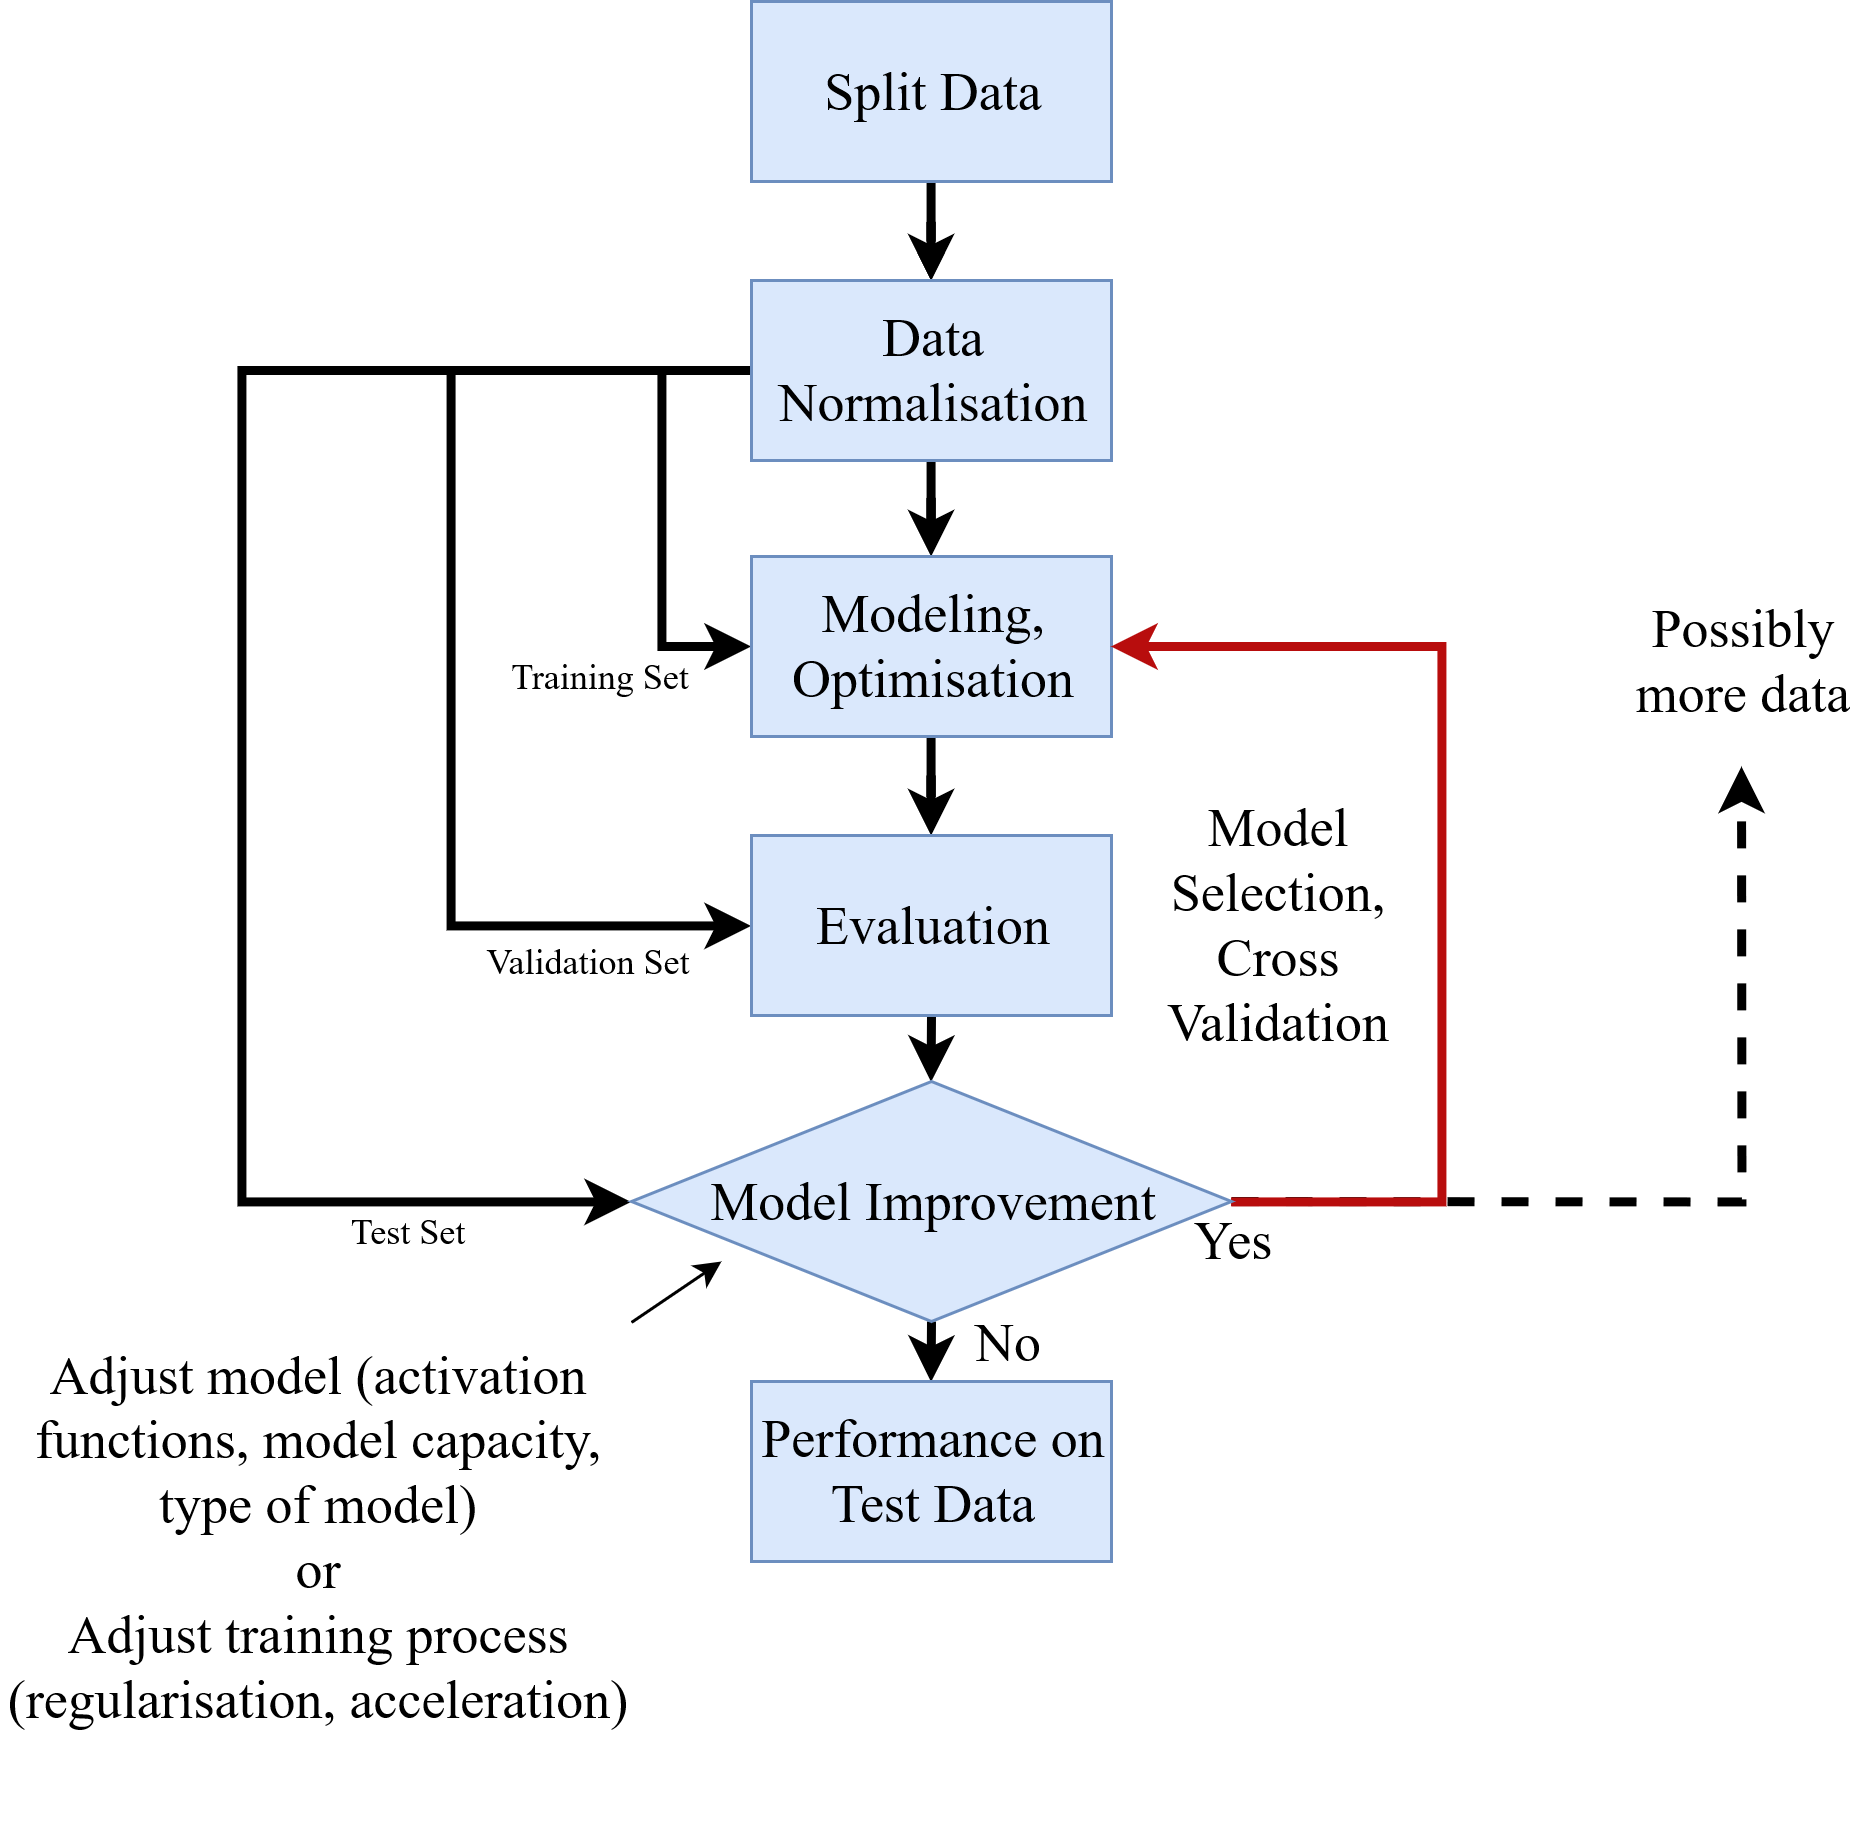 Split Data
Data
Normalisation
Modeling,
Optimisation
Training Set
Possibly
more data
Model
Selection,
Cross
Validation
Evaluation
Validation Set
Model Improvement
Test Set
Yes
No
Performance on
Test Data
Adjust model (activation
functions, model capacity,
type of model)
or
Adjust training process
(regularisation, acceleration)